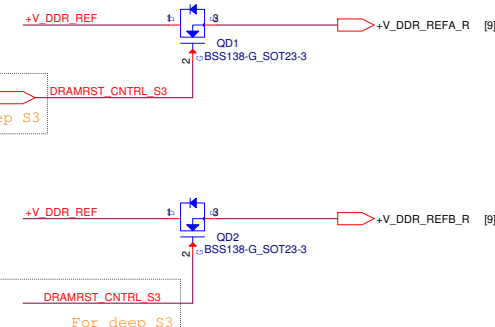 +V_DDR_REF 1 3 +V_DDR_REFA_R [9]
QD1
2 G BSS138-G_SOT23-3
DRAMRST_CNTRL_S3
ep S3
+V_DDR_REF 1 3 +V_DDR_REFB_R [9]
QD2
2 G BSS138-G_SOT23-3
DRAMRST_CNTRL_S3
For deep S3